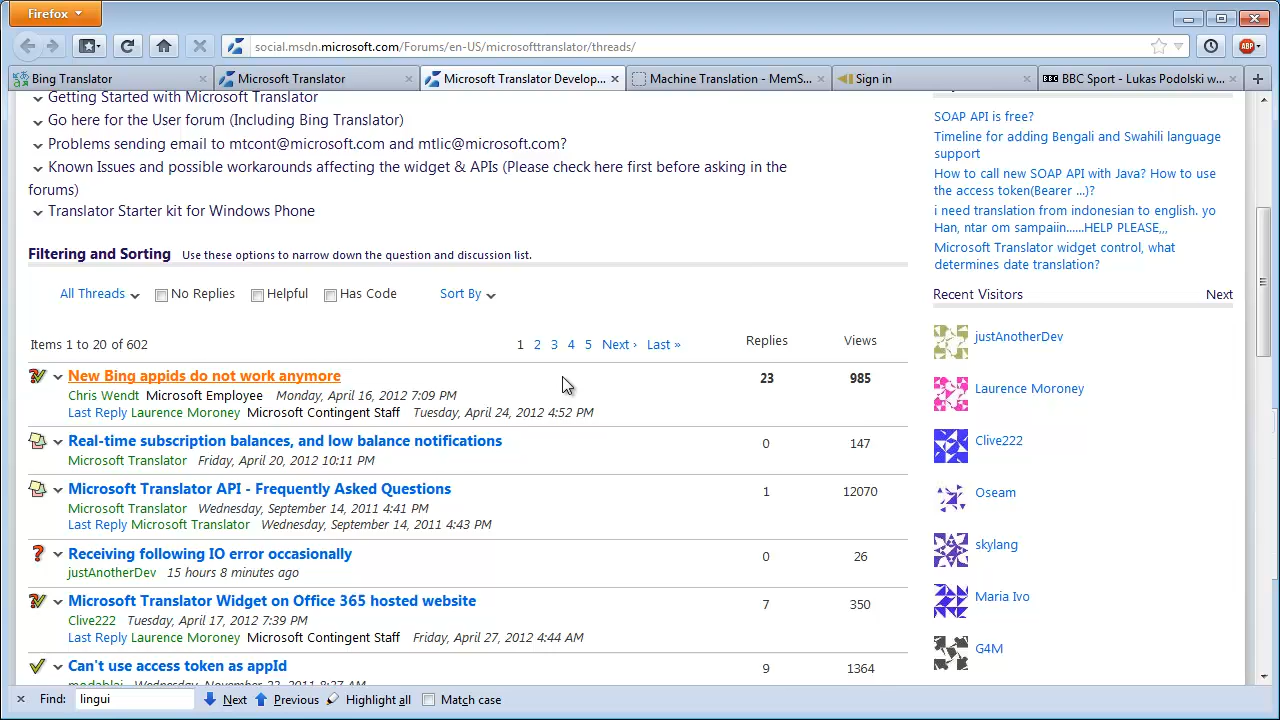 Firefox
social.msdn.microsoft.com/Forums/en-US/microsofttranslator/threads/
ABP
Bing Translator
Microsoft Translator
Microsoft Translator Develop...
Machine Translation - MemS...
Sign in
BBC BBC Sport - Lukas Podolski w...
Getting Started with Microsoft Translator
Go here for the User forum (Including Bing Translator)
Problems sending email to mtcont@microsoft.com and mtlic@microsoft.com?
Known Issues and possible workarounds affecting the widget & APIs (Please check here first before asking in the
forums)
Translator Starter kit for Windows Phone
Filtering and Sorting Use these options to narrow down the question and discussion list.
All Threads No Replies Helpful Has Code Sort By
Items 1 to 20 of 602 1 2 3 4 5 Next › Last » Replies Views
New Bing appids do not work anymore 23 985
Chris Wendt Microsoft Employee Monday, April 16, 2012 7:09 PM
Last Reply Laurence Moroney Microsoft Contingent Staff Tuesday, April 24, 2012 4:52 PM
Real-time subscription balances, and low balance notifications 0 147
Microsoft Translator Friday, April 20, 2012 10:11 PM
Microsoft Translator API - Frequently Asked Questions 1 12070
Microsoft Translator Wednesday, September 14, 2011 4:41 PM
Last Reply Microsoft Translator Wednesday, September 14, 2011 4:43 PM
Receiving following IO error occasionally 0 26
justAnotherDev 15 hours 8 minutes ago
Microsoft Translator Widget on Office 365 hosted website 7 350
Clive222 Tuesday, April 17, 2012 7:39 PM
Last Reply Laurence Moroney Microsoft Contingent Staff Friday, April 27, 2012 4:44 AM
Can't use access token as appId 9 1364
SOAP API is free?
Timeline for adding Bengali and Swahili language
support
How to call new SOAP API with Java? How to use
the access token(Bearer ...)?
i need translation from indonesian to english. yo
Han, ntar om sampaiin......HELP PLEASE,,,
Microsoft Translator widget control, what
determines date translation?
Recent Visitors Next
justAnotherDev
Laurence Moroney
Clive222
Oseam
skylang
Maria Ivo
G4M
Find: lingui Next Previous Highlight all Match case